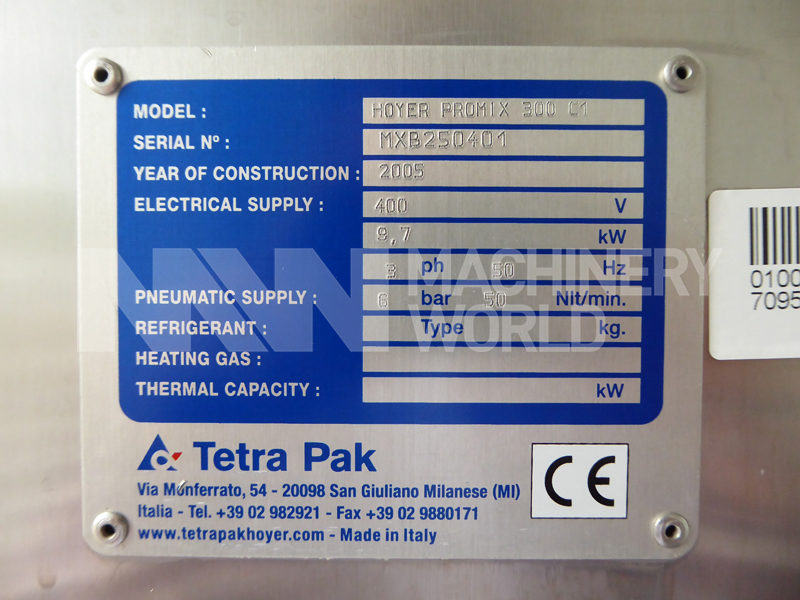 MODEL : HOYER PROMIX 300 C1
SERIAL Nº : MXB250401
YEAR OF CONSTRUCTION : 2005
ELECTRICAL SUPPLY : 400 V
9,7 kW
3 ph 50 Hz
PNEUMATIC SUPPLY : 6 bar 50 Nlt/min.
REFRIGERANT : Type kg.
HEATING GAS :
THERMAL CAPACITY : kW
MACHINERY
WORLD
0100
7095
Tetra Pak
CE
Via Monferrato, 54 - 20098 San Giuliano Milanese (MI)
Italia - Tel. +39 02 982921 - Fax +39 02 9880171
www.tetrapakhoyer.com - Made in Italy